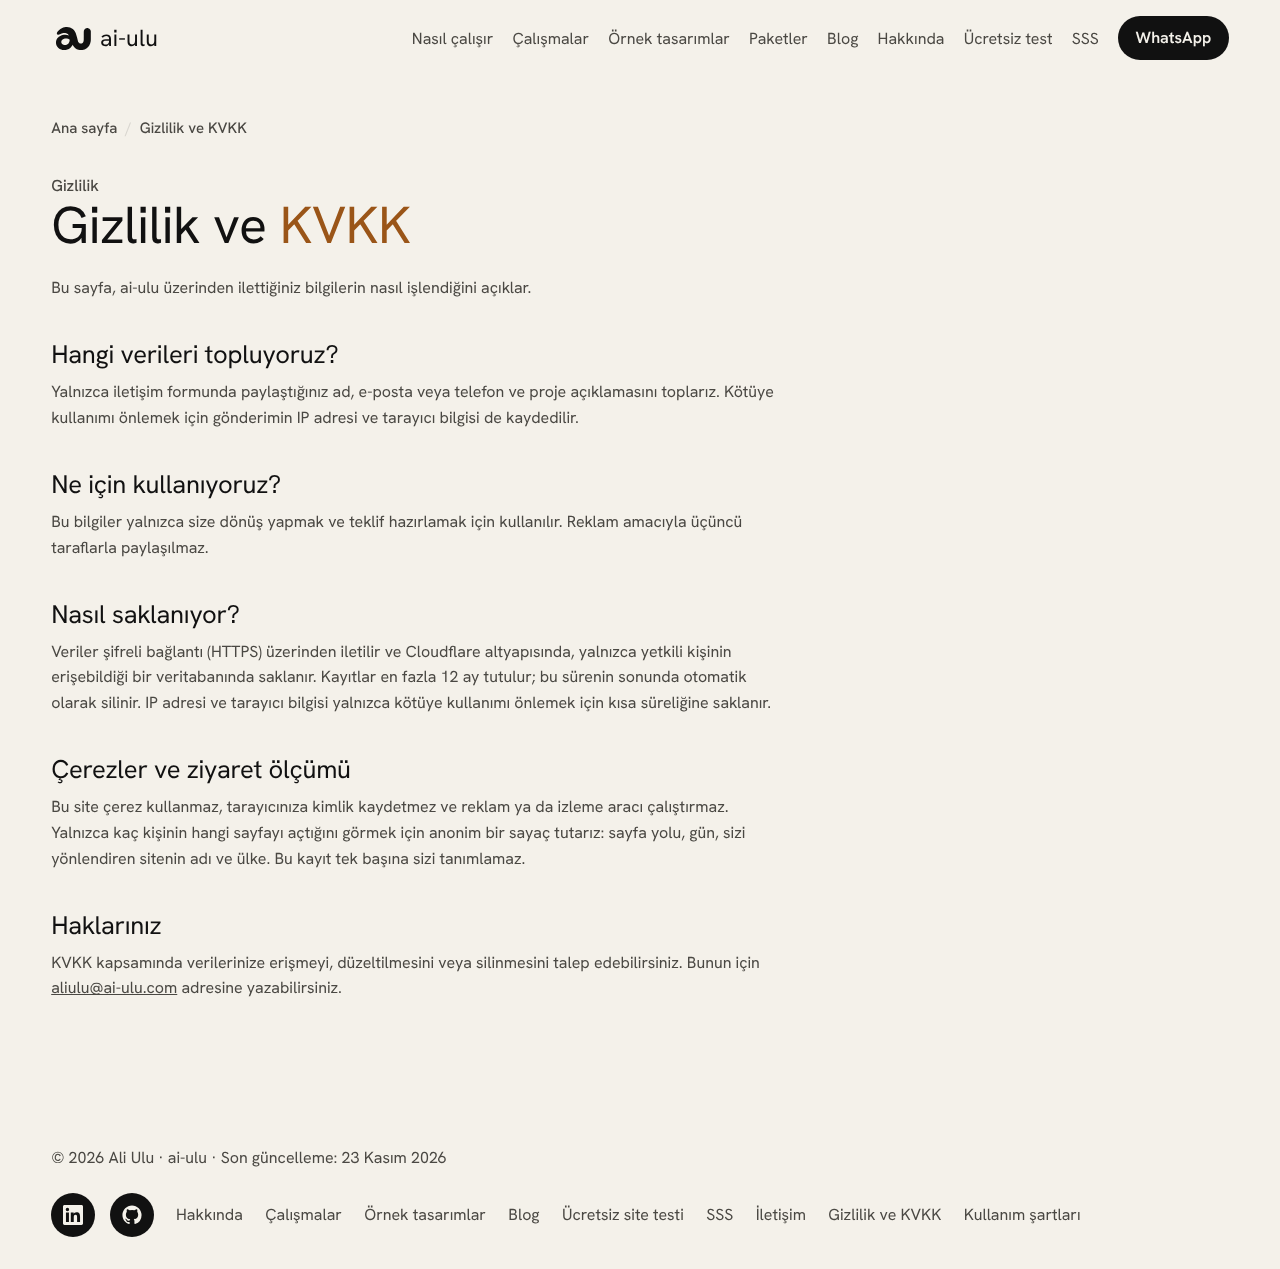 au ai-ulu
Nasıl çalışır Çalışmalar Örnek tasarımlar Paketler Blog Hakkında Ücretsiz test SSS WhatsApp
Ana sayfa / Gizlilik ve KVKK
Gizlilik
Gizlilik ve KVKK
Bu sayfa, ai-ulu üzerinden ilettiğiniz bilgilerin nasıl işlendiğini açıklar.
Hangi verileri topluyoruz?
Yalnızca iletişim formunda paylaştığınız ad, e-posta veya telefon ve proje açıklamasını toplarız. Kötüye
kullanımı önlemek için gönderimin IP adresi ve tarayıcı bilgisi de kaydedilir.
Ne için kullanıyoruz?
Bu bilgiler yalnızca size dönüş yapmak ve teklif hazırlamak için kullanılır. Reklam amacıyla üçüncü
taraflarla paylaşılmaz.
Nasıl saklanıyor?
Veriler şifreli bağlantı (HTTPS) üzerinden iletilir ve Cloudflare altyapısında, yalnızca yetkili kişinin
erişebildiği bir veritabanında saklanır. Kayıtlar en fazla 12 ay tutulur; bu sürenin sonunda otomatik
olarak silinir. IP adresi ve tarayıcı bilgisi yalnızca kötüye kullanımı önlemek için kısa süreliğine saklanır.
Çerezler ve ziyaret ölçümü
Bu site çerez kullanmaz, tarayıcınıza kimlik kaydetmez ve reklam ya da izleme aracı çalıştırmaz.
Yalnızca kaç kişinin hangi sayfayı açtığını görmek için anonim bir sayaç tutarız: sayfa yolu, gün, sizi
yönlendiren sitenin adı ve ülke. Bu kayıt tek başına sizi tanımlamaz.
Haklarınız
KVKK kapsamında verilerinize erişmeyi, düzeltilmesini veya silinmesini talep edebilirsiniz. Bunun için
aliulu@ai-ulu.com adresine yazabilirsiniz.
© 2026 Ali Ulu · ai-ulu · Son güncelleme: 23 Kasım 2026
in Hakkında Çalışmalar Örnek tasarımlar Blog Ücretsiz site testi SSS İletişim Gizlilik ve KVKK Kullanım şartları